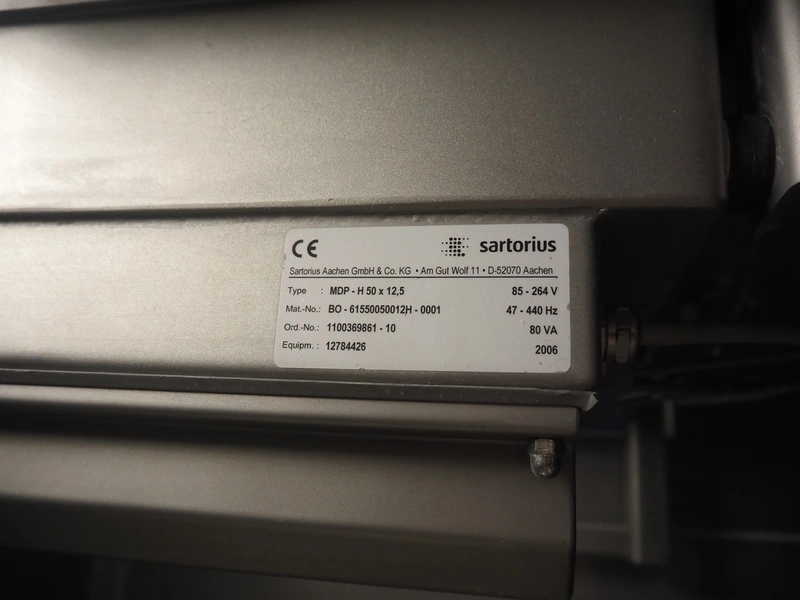 CE sartorius
Sartorius Aachen GmbH & Co. KG • Am Gut Wolf 11 • D-52070 Aachen
Type : MDP - H 50 x 12,5 85 - 264 V
Mat.-No.: BO - 61550050012H - 0001 47 - 440 Hz
Ord.-No.: 1100369861 - 10 80 VA
Equipm. : 12784426 2006